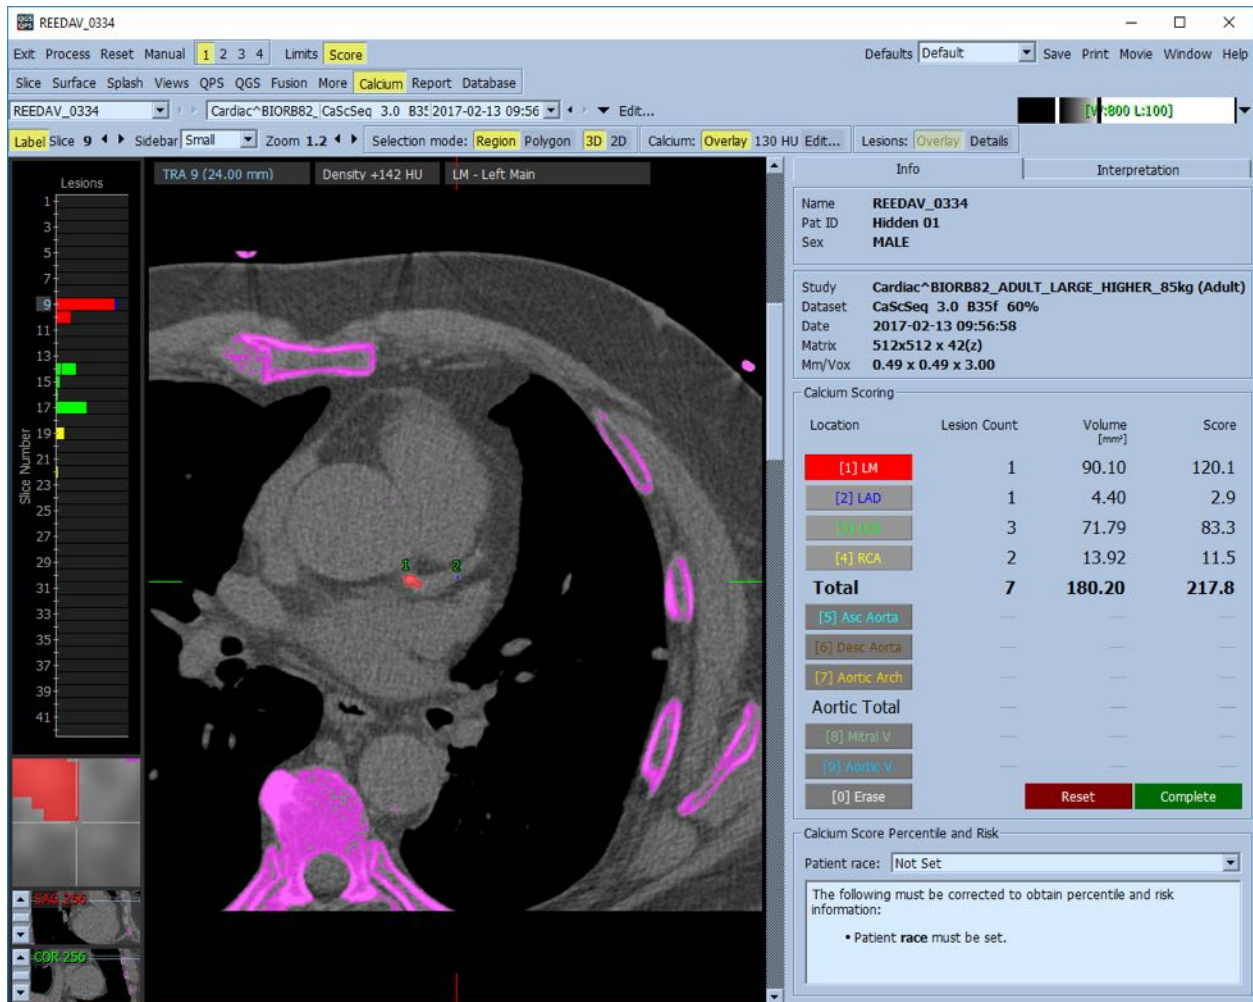 REEDAV_0334
Exit Process Reset Manual 1 2 3 4 Limits Score Defaults Default Save Print Movie Window Help
Slice Surface Splash Views QPS QGS Fusion More Calcium Report Database
REEDAV_0334 Cardiac^BIORB82_ CaScSeq 3.0 B35f 2017-02-13 09:56 Edit... [W:800 L:100]
Label Slice 9 Sidebar Small Zoom 1.2 Selection mode: Region Polygon 3D 2D Calcium: Overlay 130 HU Edit... Lesions: Overlay Details
Lesions
TRA 9 (24.00 mm) Density +142 HU LM - Left Main
1
3
5
7
9
11
13
15
17
19
21
23
25
27
29
31
33
35
37
39
41
Slice Number
1 2
SAG 256
COR 256
Info Interpretation
Name REEDAV_0334
Pat ID Hidden 01
Sex MALE
Study Cardiac^BIORB82_ADULT_LARGE_HIGHER_85kg (Adult)
Dataset CaScSeq 3.0 B35f 60%
Date 2017-02-13 09:56:58
Matrix 512x512 x 42(z)
Mm/Vox 0.49 x 0.49 x 3.00
Calcium Scoring
Location Lesion Count Volume Score
[mm³]
[1] LM 1 90.10 120.1
[2] LAD 1 4.40 2.9
3 71.79 83.3
[4] RCA 2 13.92 11.5
Total 7 180.20 217.8
[5] Asc Aorta — — —
[6] Desc Aorta — — —
[7] Aortic Arch — — —
Aortic Total — — —
[8] Mitral V — — —
[9] Aortic V — — —
[0] Erase Reset Complete
Calcium Score Percentile and Risk
Patient race: Not Set
The following must be corrected to obtain percentile and risk
information:
• Patient race must be set.